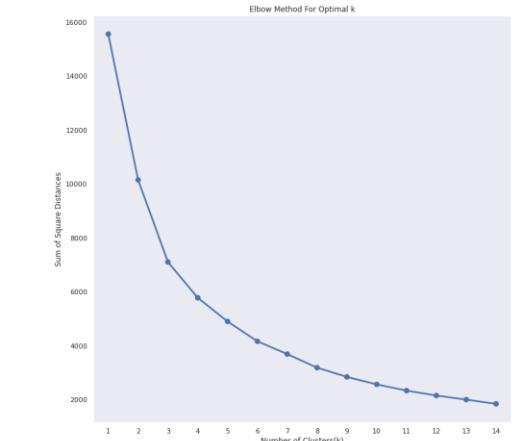 Elbow Method For Optimal k
Sum of Square Distances
16000
14000
12000
10000
8000
6000
4000
2000
1 2 3 4 5 6 7 8 9 10 11 12 13 14
Number of Clusters(k)